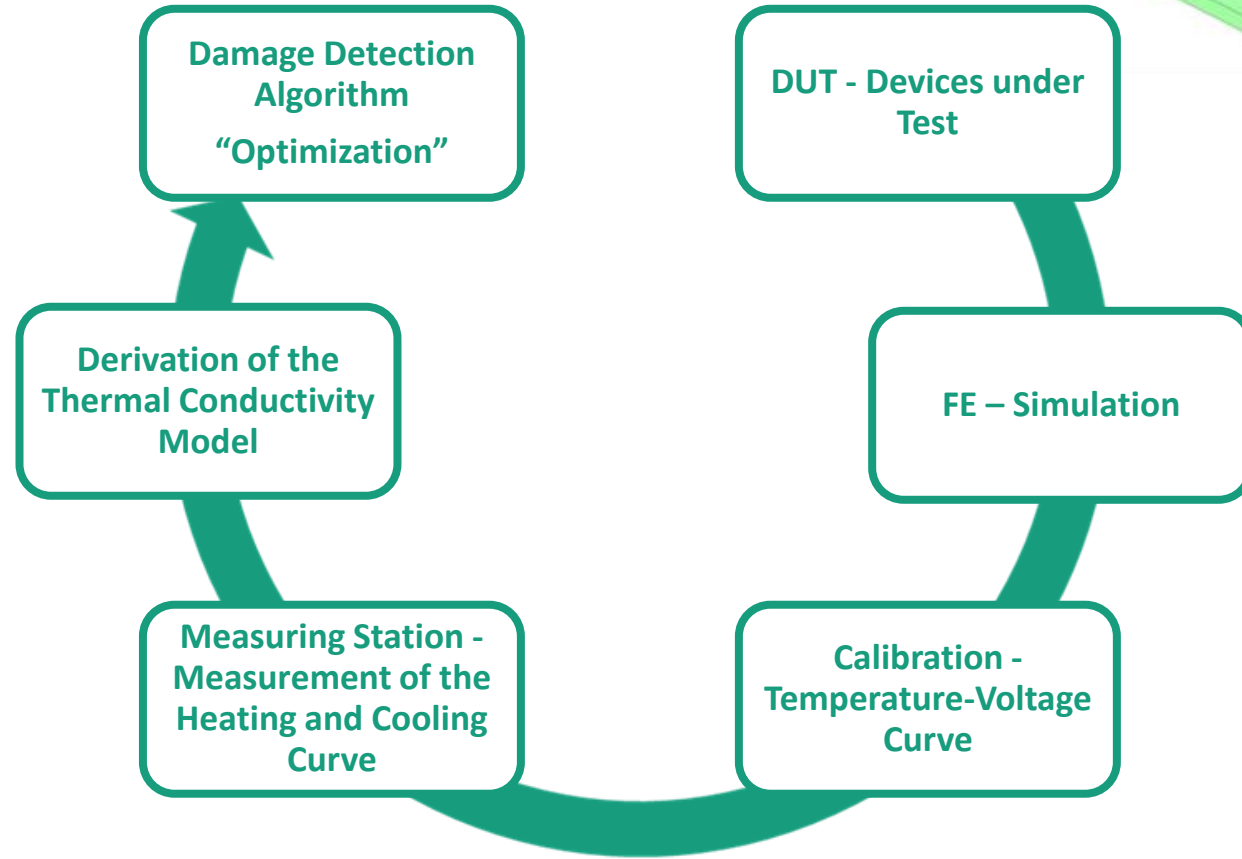 Damage Detection
Algorithm
“Optimization”
DUT - Devices under
Test
FE – Simulation
Calibration -
Temperature-Voltage
Curve
Measuring Station -
Measurement of the
Heating and Cooling
Curve
Derivation of the
Thermal Conductivity
Model